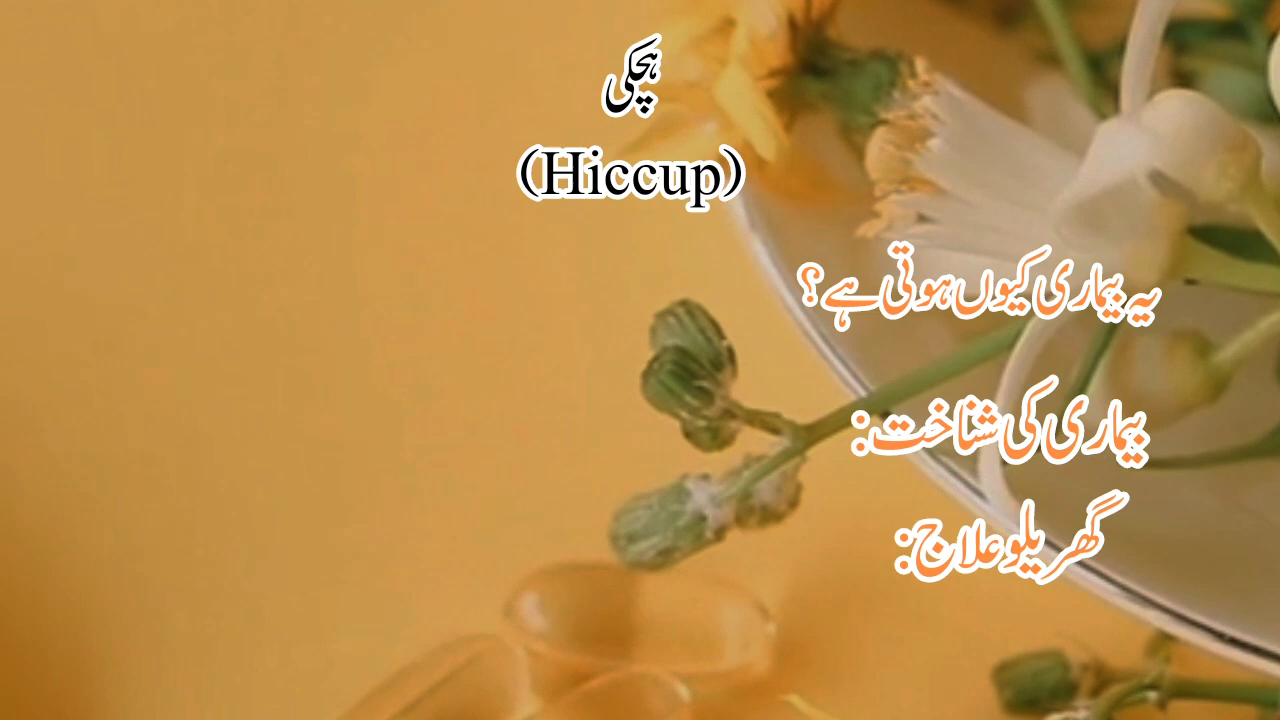 ہچکی
(Hiccup)
یہ بیماری کیوں ہوتی ہے؟
بیماری کی شناخت:
گھریلو علاج: